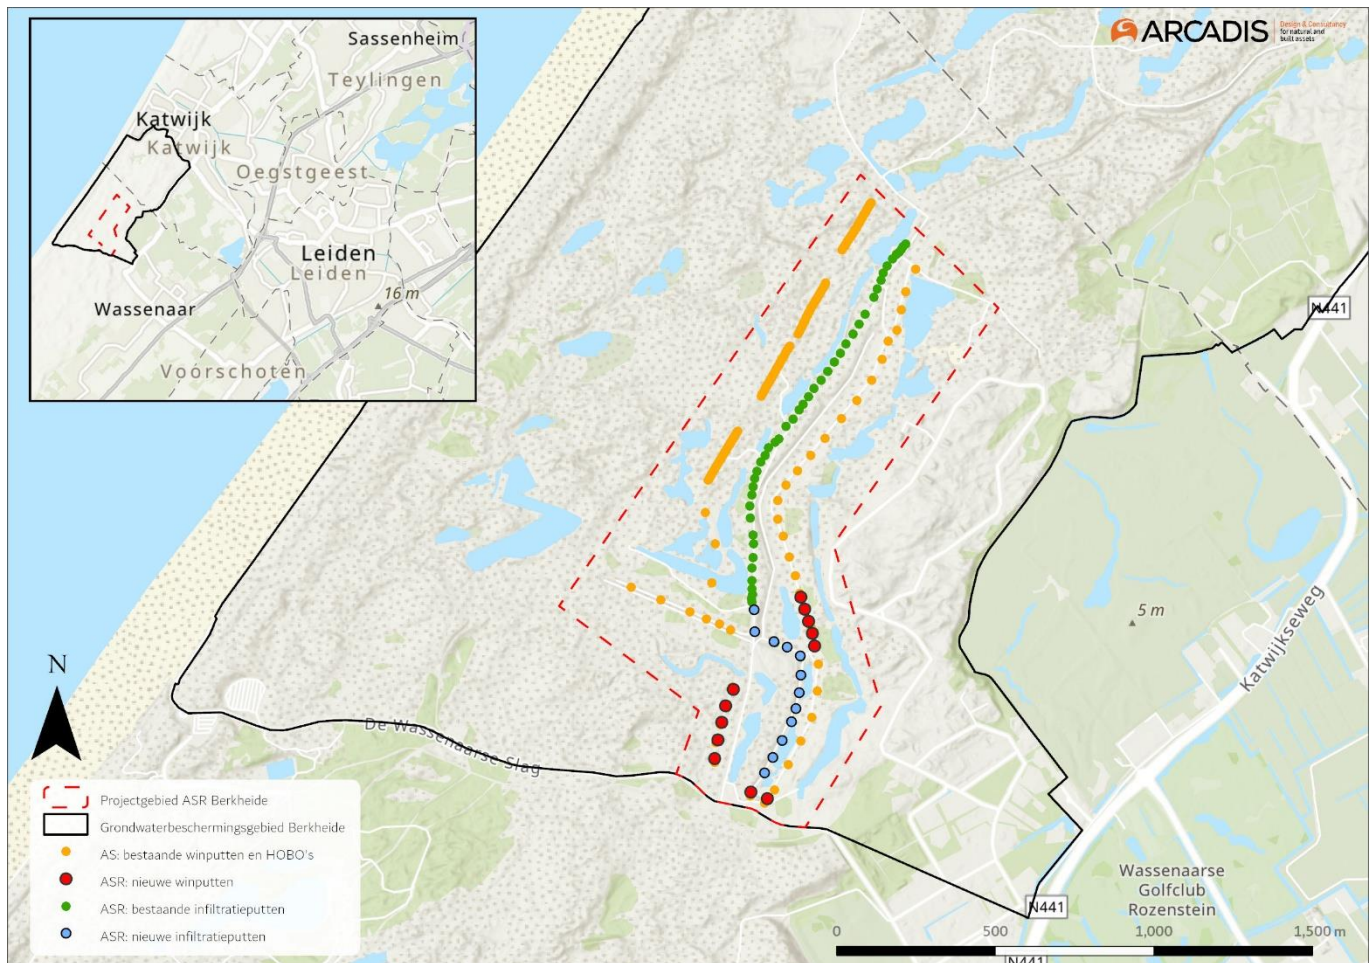 ARCADIS
Design & Consultancy
for natural and
built assets
Sassenheim
Teylingen
Katwijk
Katwijk
Oegstgeest
Leiden
Leiden
16 m
Wassenaar
Voorschoten
N441
5 m
Katwijkseweg
N
De Wassenaarse Slag
Projectgebied ASR Berkheide
Grondwaterbeschermingsgebied Berkheide
AS: bestaande winputten en HOBO's
ASR: nieuwe winputten
ASR: bestaande infiltratieputten
ASR: nieuwe infiltratieputten
Wassenaarse
Golfclub
Rozenstein
N441
0 500 1,000 1,500 m
N441